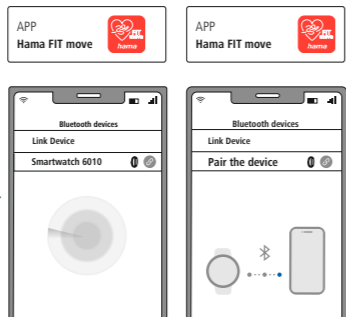 APP
Hama FIT move
FIT
move
hama
Bluetooth devices
Link Device
Smartwatch 6010
APP
Hama FIT move
FIT
move
hama
Bluetooth devices
Link Device
Pair the device